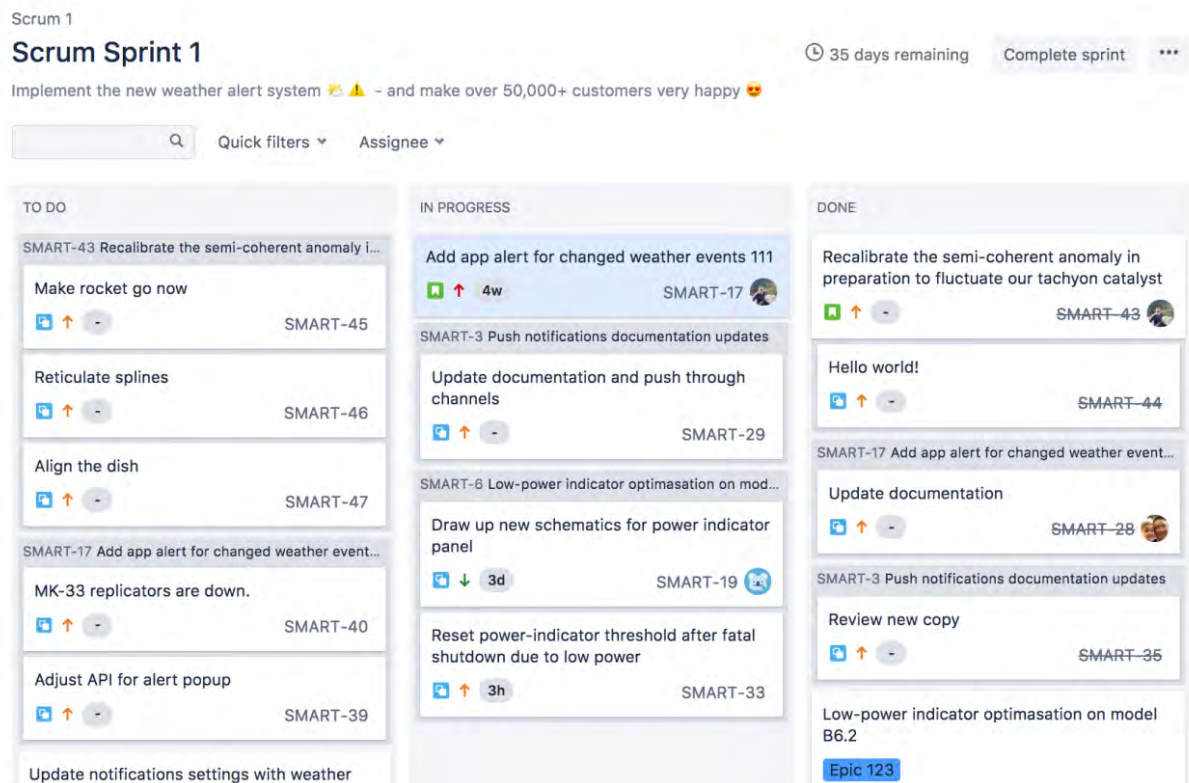 Scrum 1
Scrum Sprint 1
35 days remaining
Complete sprint
Implement the new weather alert system ⛅ ⚠️ - and make over 50,000+ customers very happy 😍
Quick filters
Assignee
TO DO
SMART-43 Recalibrate the semi-coherent anomaly i...
Make rocket go now
-
SMART-45
Reticulate splines
-
SMART-46
Align the dish
-
SMART-47
SMART-17 Add app alert for changed weather event...
MK-33 replicators are down.
-
SMART-40
Adjust API for alert popup
-
SMART-39
Update notifications settings with weather
IN PROGRESS
Add app alert for changed weather events 111
4w
SMART-17
SMART-3 Push notifications documentation updates
Update documentation and push through
channels
-
SMART-29
SMART-6 Low-power indicator optimasation on mod...
Draw up new schematics for power indicator
panel
3d
SMART-19
Reset power-indicator threshold after fatal
shutdown due to low power
3h
SMART-33
DONE
Recalibrate the semi-coherent anomaly in
preparation to fluctuate our tachyon catalyst
-
SMART-43
Hello world!
-
SMART-44
SMART-17 Add app alert for changed weather event...
Update documentation
-
SMART-28
SMART-3 Push notifications documentation updates
Review new copy
-
SMART-35
Low-power indicator optimasation on model
B6.2
Epic 123